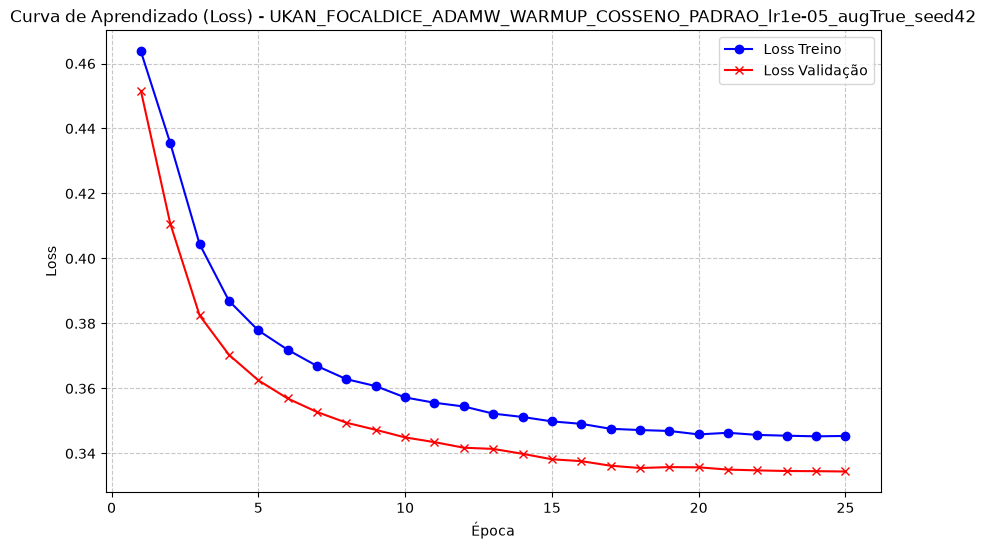 Curva de Aprendizado (Loss) - UKAN_FOCALDICE_ADAMW_WARMUP_COSSENO_PADRAO_lr1e-05_augTrue_seed42
Loss Treino
Loss Validação
0.46
0.44
0.42
0.40
0.38
0.36
0.34
Loss
0
5
10
15
20
25
Época